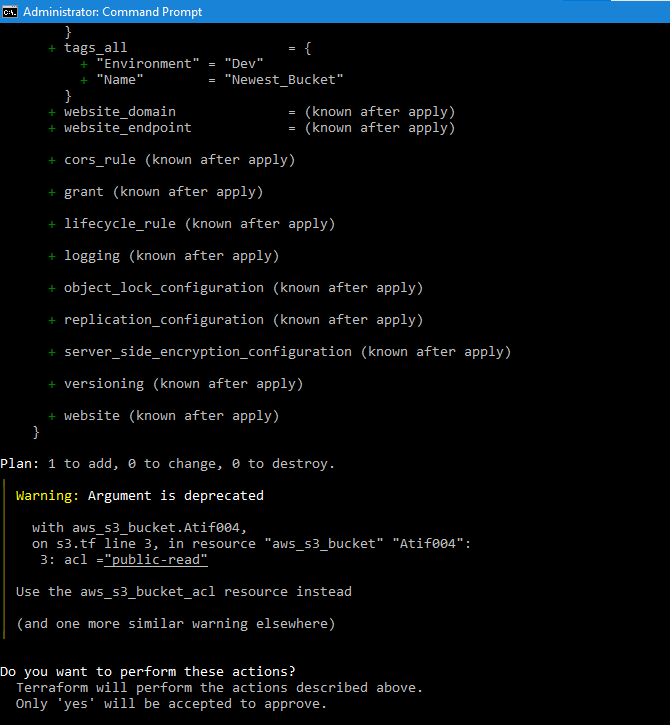 Administrator: Command Prompt
}
+ tags_all = {
+ "Environment" = "Dev"
+ "Name" = "Newest_Bucket"
}
+ website_domain = (known after apply)
+ website_endpoint = (known after apply)
+ cors_rule (known after apply)
+ grant (known after apply)
+ lifecycle_rule (known after apply)
+ logging (known after apply)
+ object_lock_configuration (known after apply)
+ replication_configuration (known after apply)
+ server_side_encryption_configuration (known after apply)
+ versioning (known after apply)
+ website (known after apply)
}
Plan: 1 to add, 0 to change, 0 to destroy.
Warning: Argument is deprecated
with aws_s3_bucket.Atif004,
on s3.tf line 3, in resource "aws_s3_bucket" "Atif004":
3: acl ="public-read"
Use the aws_s3_bucket_acl resource instead
(and one more similar warning elsewhere)
Do you want to perform these actions?
Terraform will perform the actions described above.
Only 'yes' will be accepted to approve.